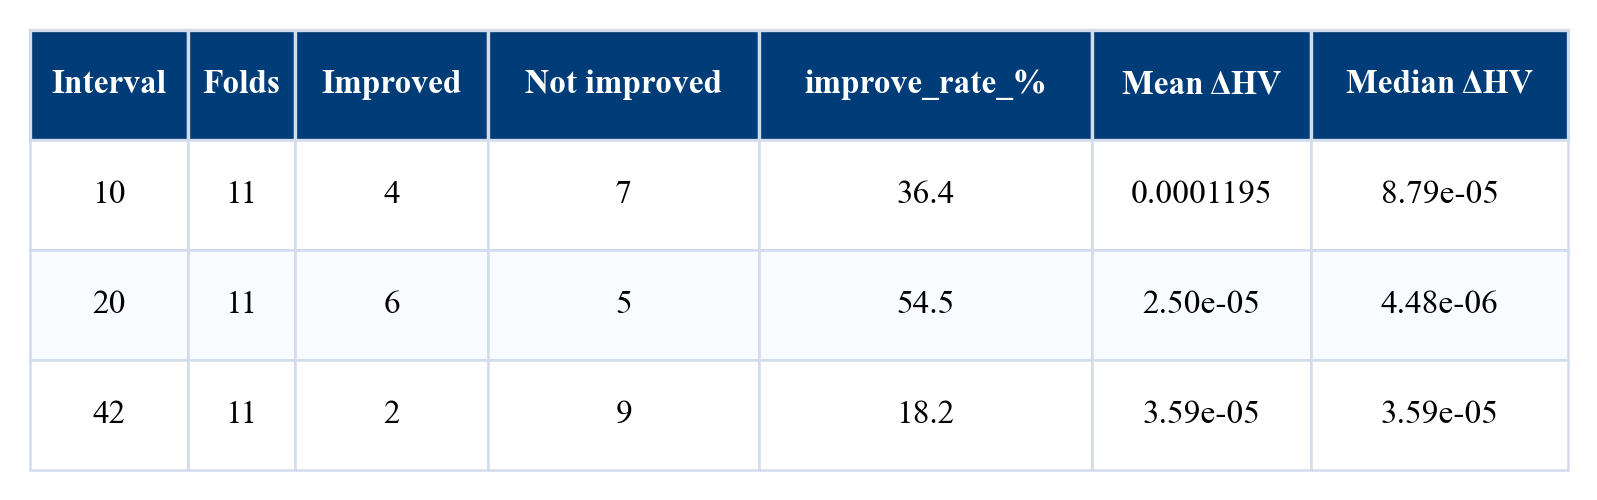 Interval Folds Improved Not improved improve_rate_% Mean ΔHV Median ΔHV
10 11 4 7 36.4 0.0001195 8.79e-05
20 11 6 5 54.5 2.50e-05 4.48e-06
42 11 2 9 18.2 3.59e-05 3.59e-05